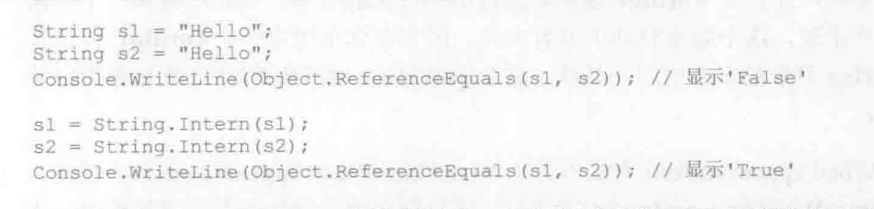 String s1 = "Hello";
String s2 = "Hello";
Console.WriteLine(Object.ReferenceEquals(s1, s2)); // 显示'False'
s1 = String.Intern(s1);
s2 = String.Intern(s2);
Console.WriteLine(Object.ReferenceEquals(s1, s2)); // 显示'True'